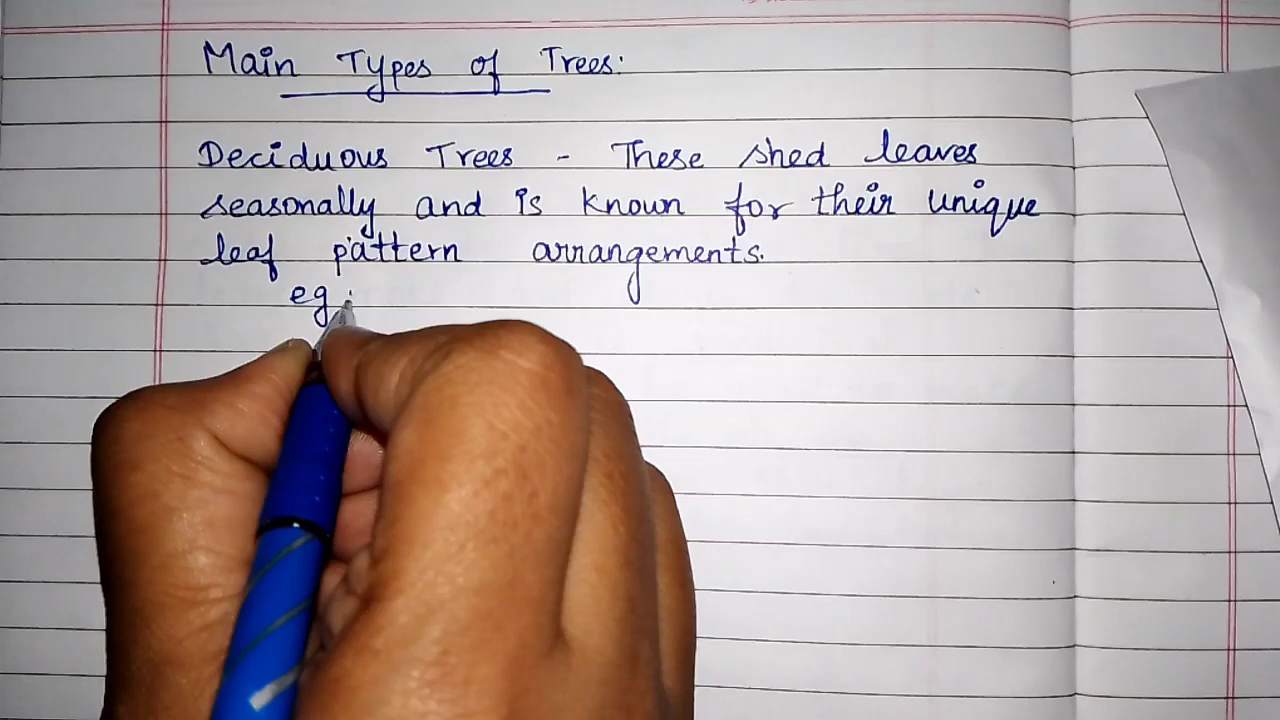 Main Types of Trees:
Deciduous Trees - These shed leaves
seasonally and is known for their unique
leaf pattern arrangements.
eg: